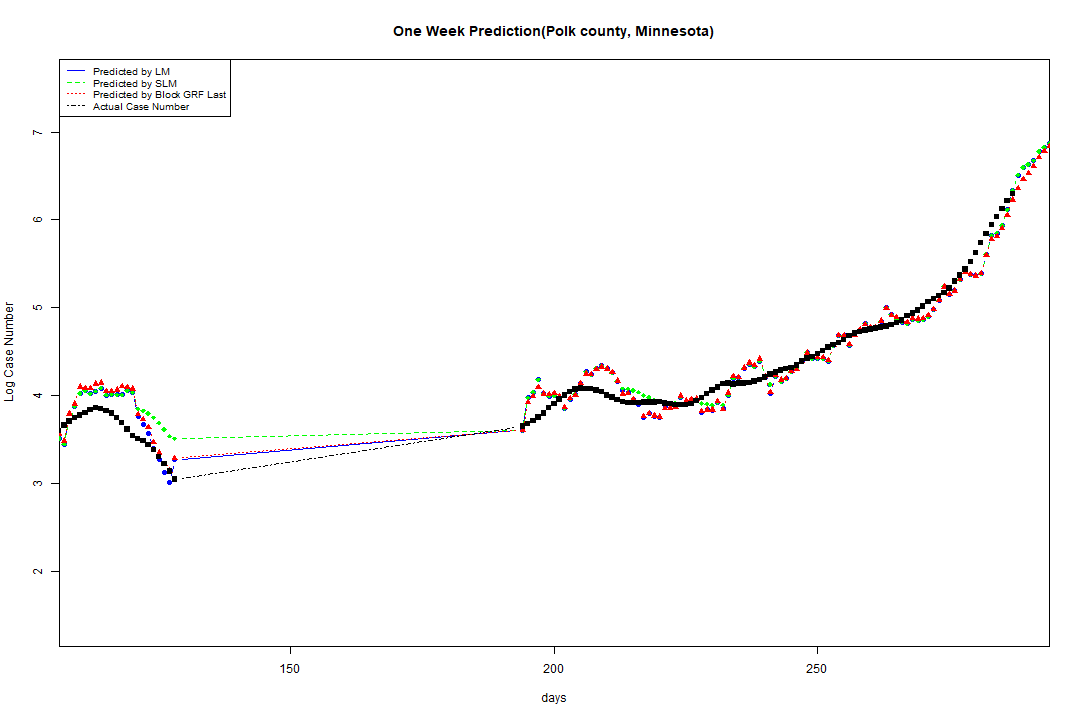 One Week Prediction(Polk county, Minnesota)
Predicted by LM
Predicted by SLM
Predicted by Block GRF Last
Actual Case Number
7
6
5
4
3
2
Log Case Number
150
200
250
days